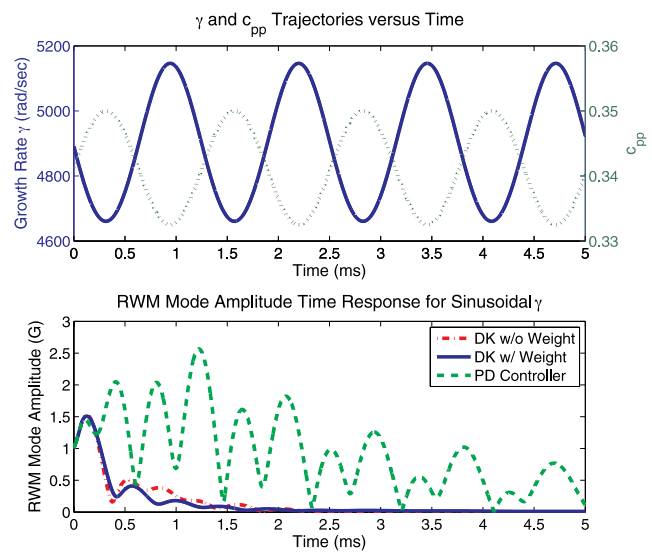 γ and c_pp Trajectories versus Time
5200
5000
4800
4600
Growth Rate γ (rad/sec)
0.36
0.35
0.34
0.33
c_pp
0 0.5 1 1.5 2 2.5 3 3.5 4 4.5 5
Time (ms)
RWM Mode Amplitude Time Response for Sinusoidal γ
3
2.5
2
1.5
1
0.5
0
RWM Mode Amplitude (G)
DK w/o Weight
DK w/ Weight
PD Controller
0 0.5 1 1.5 2 2.5 3 3.5 4 4.5 5
Time (ms)